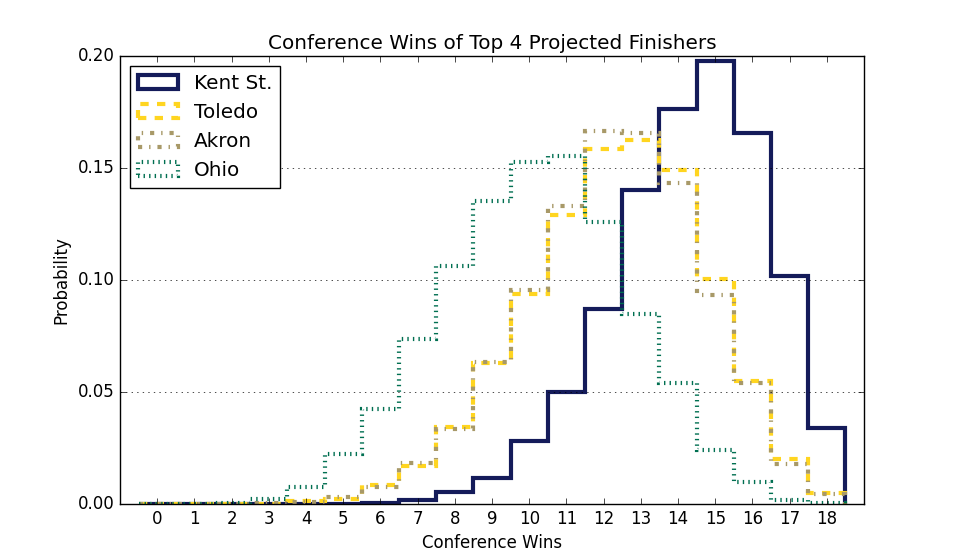 Conference Wins of Top 4 Projected Finishers
0.20
0.15
0.10
0.05
0.00
Probability
Kent St.
Toledo
Akron
Ohio
0 1 2 3 4 5 6 7 8 9 10 11 12 13 14 15 16 17 18
Conference Wins